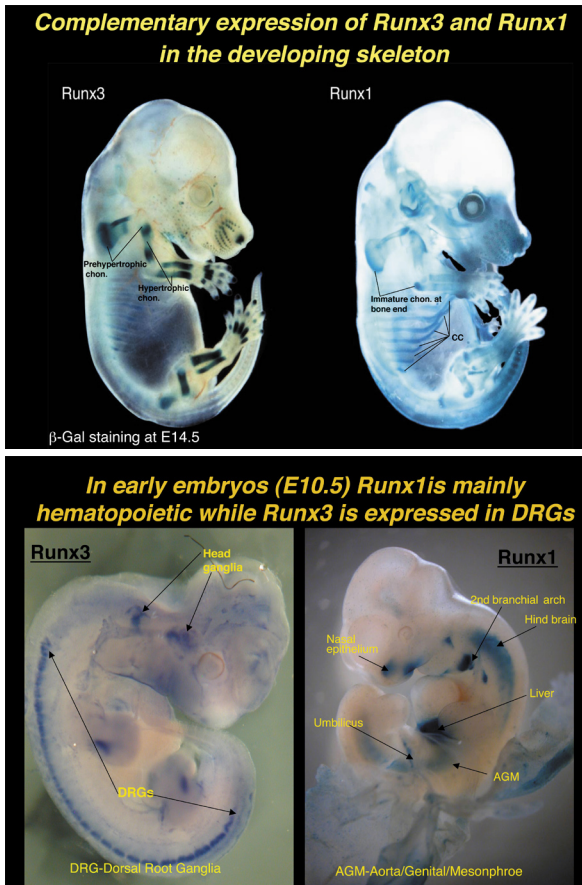 Complementary expression of Runx3 and Runx1
in the developing skeleton
Runx3
Runx1
Prehypertrophic
chon.
Hypertrophic
chon.
Immature chon. at
bone end
CC
β-Gal staining at E14.5
In early embryos (E10.5) Runx1is mainly
hematopoietic while Runx3 is expressed in DRGs
Runx3
Head
ganglia
DRGs
DRG-Dorsal Root Ganglia
Runx1
2nd branchial arch
Hind brain
Nasal
epithelium
Liver
Umbilicus
AGM
AGM-Aorta/Genital/Mesonphroe